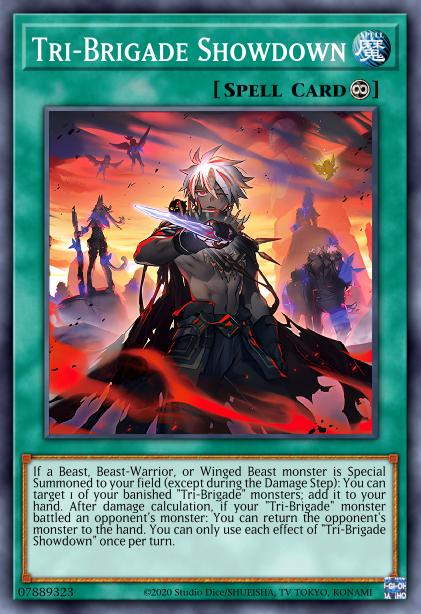 Tri-Brigade Showdown
SPELL
魔
[Spell Card]
If a Beast, Beast-Warrior, or Winged Beast monster is Special
Summoned to your field (except during the Damage Step): You can
target 1 of your banished "Tri-Brigade" monsters; add it to your
hand. After damage calculation, if your "Tri-Brigade" monster
battled an opponent's monster: You can return the opponent's
monster to the hand. You can only use each effect of "Tri-Brigade
Showdown" once per turn.
07889323
©2020 Studio Dice/SHUEISHA, TV TOKYO, KONAMI